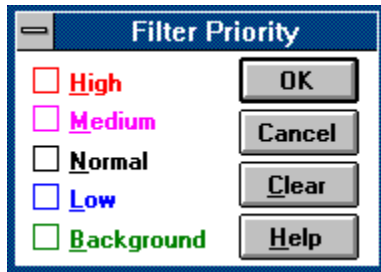 Filter Priority
High
Medium
Normal
Low
Background
OK
Cancel
Clear
Help